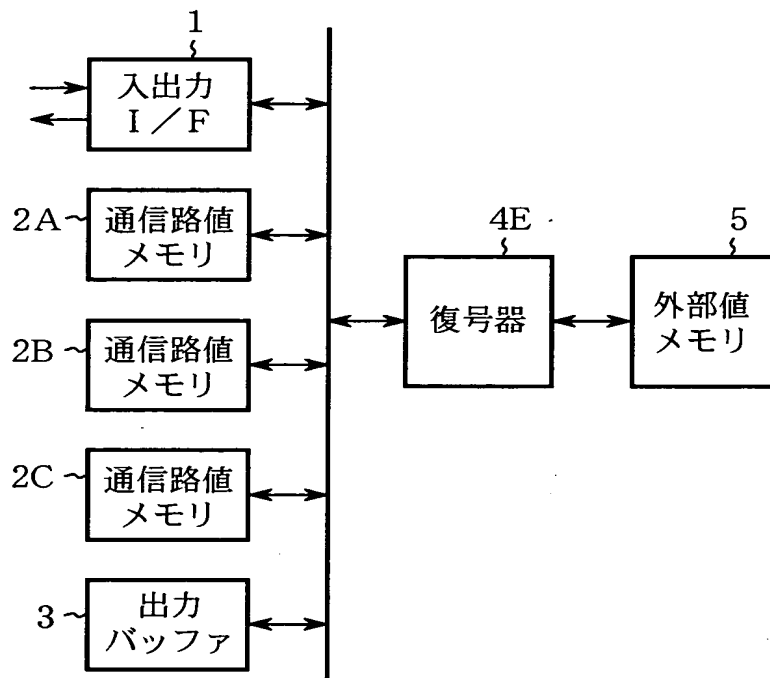 1
入出力
I／F
2A
通信路値
メモリ
2B
通信路値
メモリ
2C
通信路値
メモリ
3
出力
バッファ
4E
復号器
5
外部値
メモリ